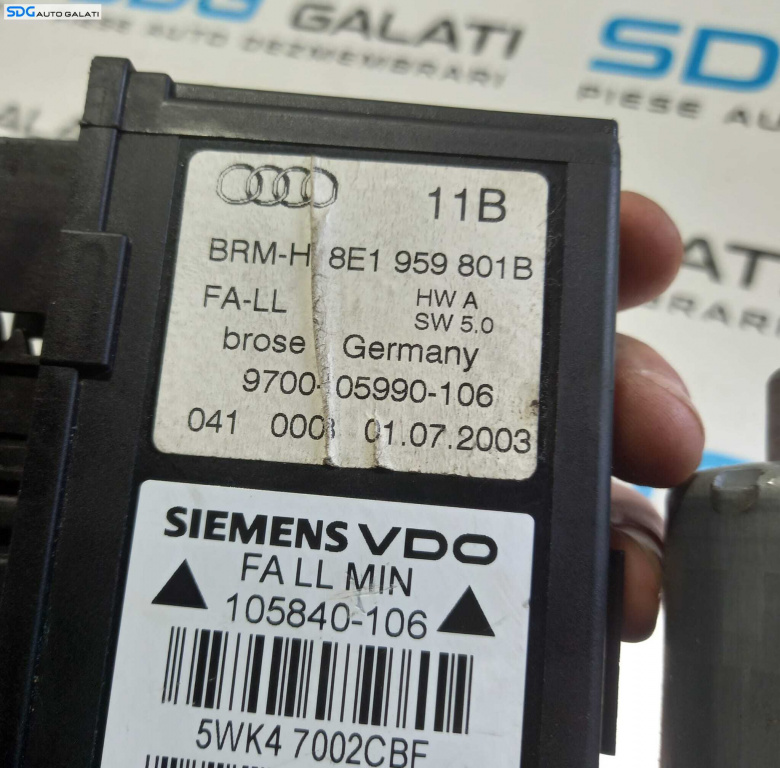 SDG AUTO GALATI
SDG GALATI
PIESE AUTO DEZMEMBRARI
SD
PIESE AU
11B
BRM-H 8E1 959 801B
FA-LL HW A
SW 5.0
brose Germany
9700-05990-106
041 0003 01.07.2003
SIEMENS VDO
FA LL MIN
105840-106
5WK4 7002CBF